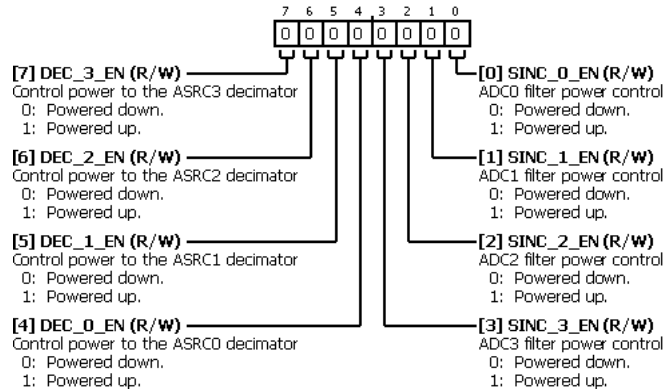 7 6 5 4 3 2 1 0
0 0 0 0 0 0 0 0
[7] DEC_3_EN (R/W)
Control power to the ASRC3 decimator
0: Powered down.
1: Powered up.
[6] DEC_2_EN (R/W)
Control power to the ASRC2 decimator
0: Powered down.
1: Powered up.
[5] DEC_1_EN (R/W)
Control power to the ASRC1 decimator
0: Powered down.
1: Powered up.
[4] DEC_0_EN (R/W)
Control power to the ASRC0 decimator
0: Powered down.
1: Powered up.
[0] SINC_0_EN (R/W)
ADC0 filter power control
0: Powered down.
1: Powered up.
[1] SINC_1_EN (R/W)
ADC1 filter power control
0: Powered down.
1: Powered up.
[2] SINC_2_EN (R/W)
ADC2 filter power control
0: Powered down.
1: Powered up.
[3] SINC_3_EN (R/W)
ADC3 filter power control
0: Powered down.
1: Powered up.